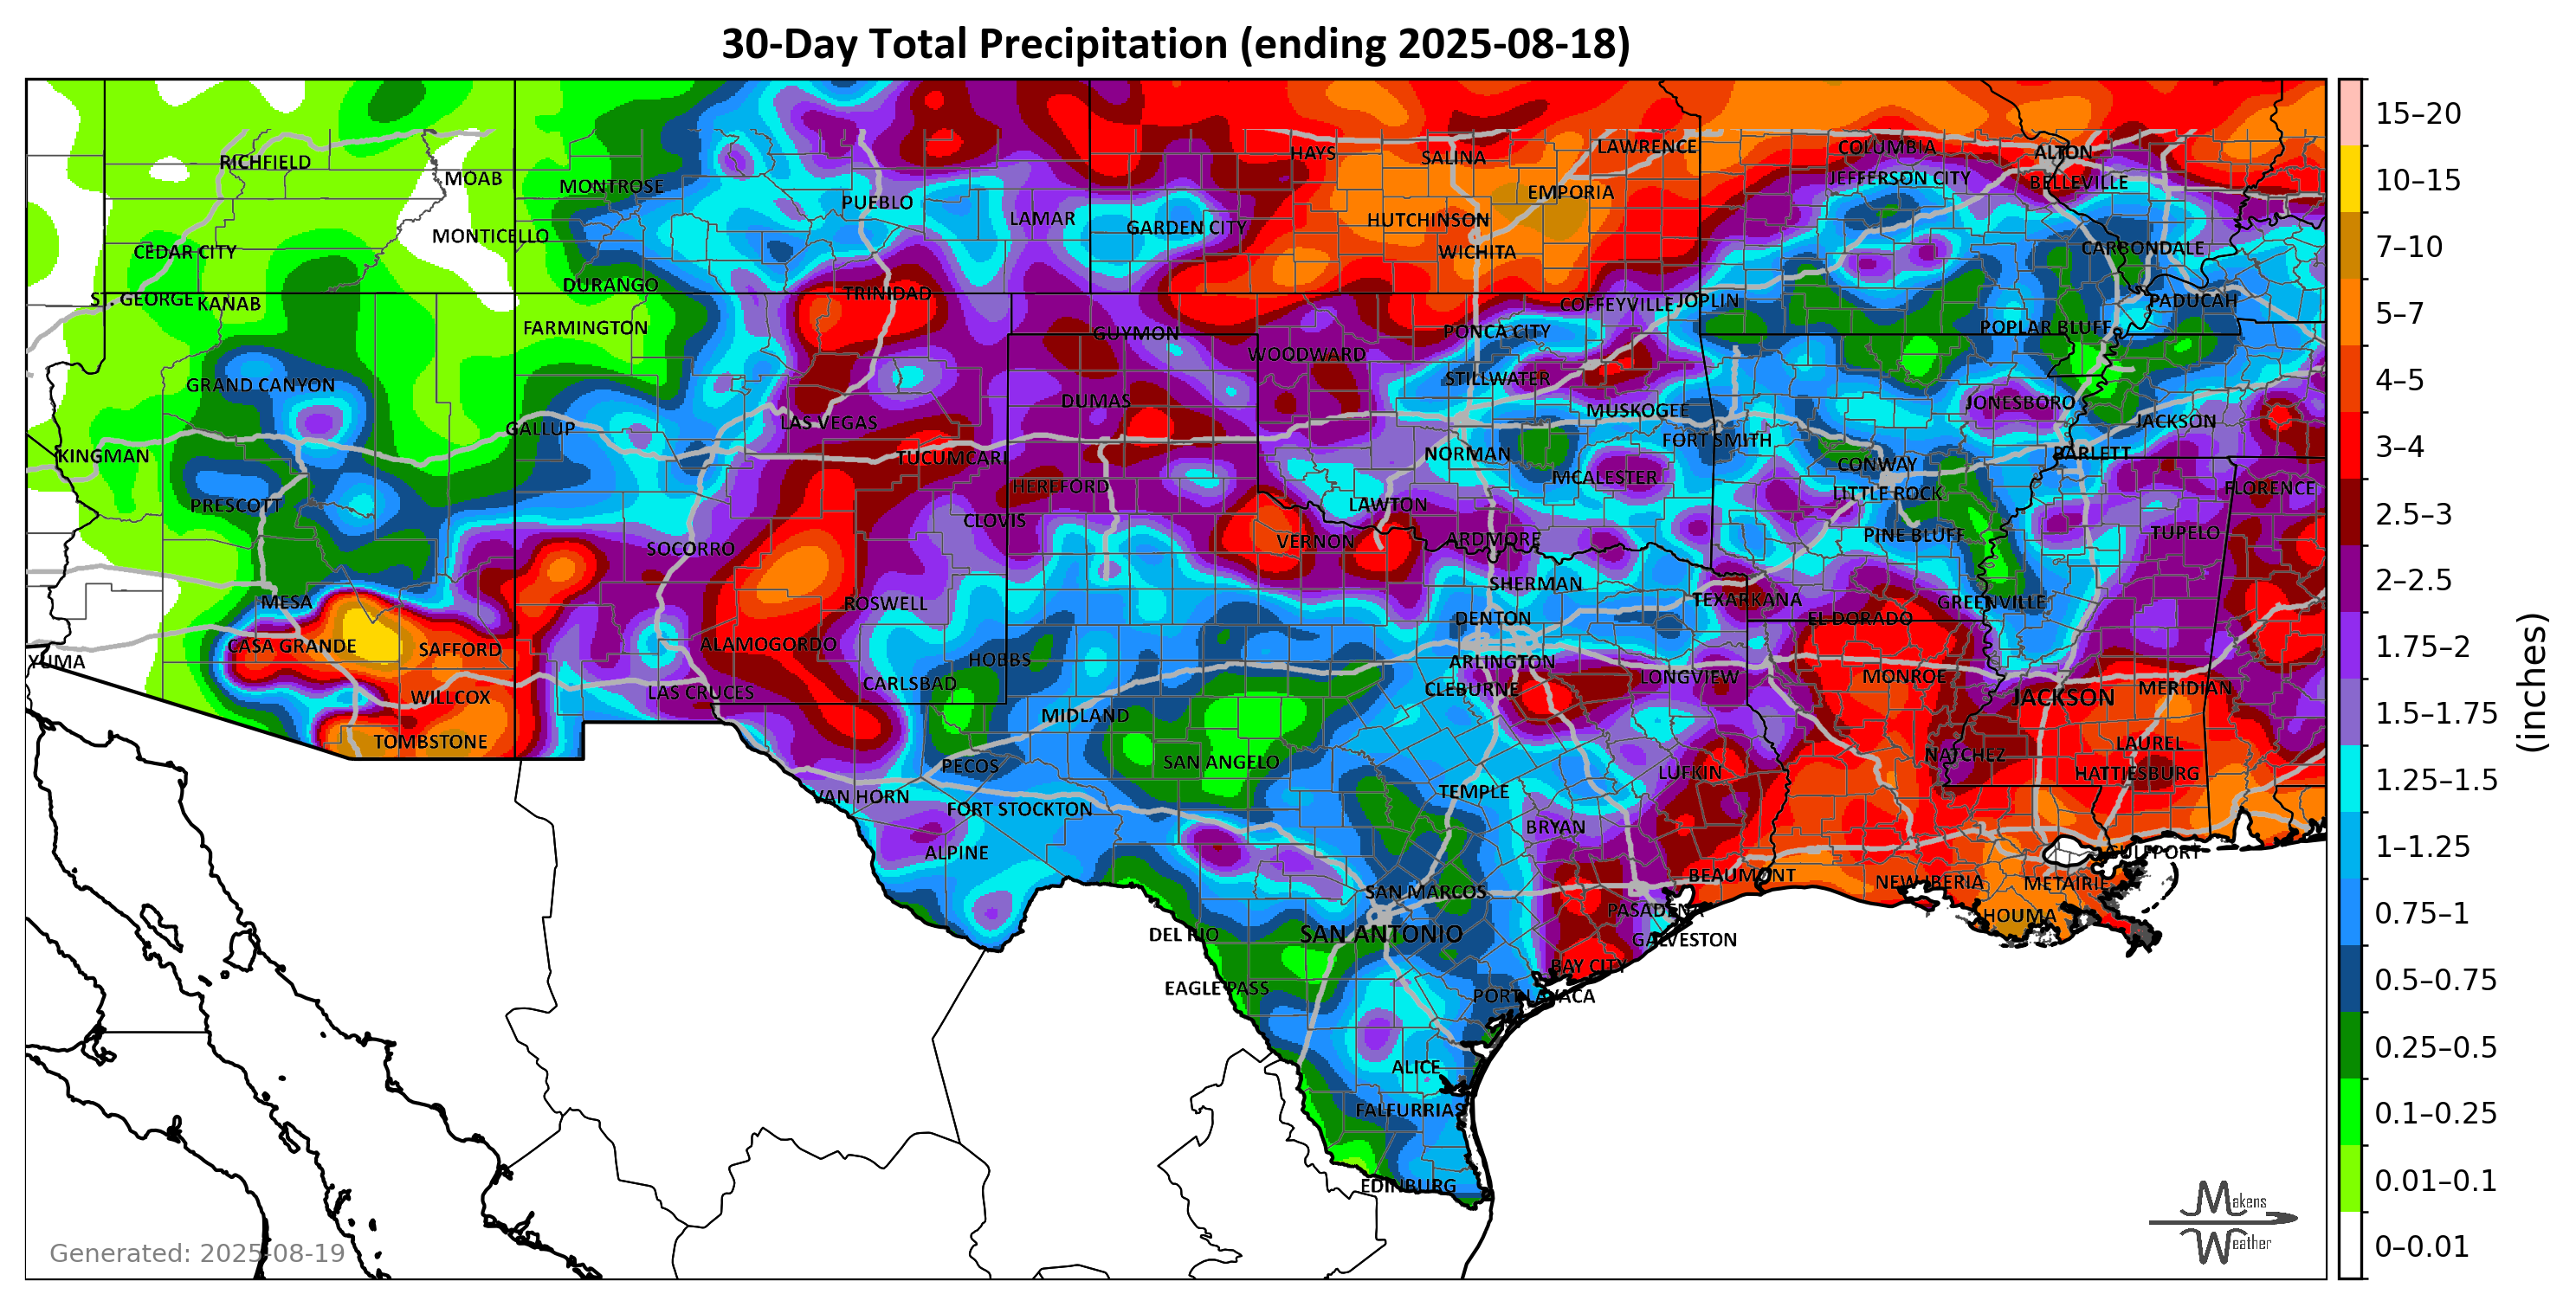 30-Day Total Precipitation (ending 2025-08-18)
HAYS
SALINA
LAWRENCE
COLUMBIA
ALTON
RICHFIELD
MOAB
MONTROSE
EMPORIA
JEFFERSON CITY
BELLEVILLE
PUEBLO
LAMAR
GARDEN CITY
HUTCHINSON
MONTICELLO
CEDAR CITY
WICHITA
CARBONDALE
DURANGO
TRINIDAD
ST. GEORGE
KANAB
COFFEYVILLE
JOPLIN
PADUCAH
FARMINGTON
GUYMON
PONCA CITY
POPLAR BLUFF
WOODWARD
GRAND CANYON
STILLWATER
DUMAS
MUSKOGEE
JONESBORO
LAS VEGAS
JACKSON
GALLUP
FORT SMITH
KINGMAN
TUCUMCARI
NORMAN
BARLETT
CONWAY
HEREFORD
MCALESTER
LITTLE ROCK
FLORENCE
PRESCOTT
LAWTON
CLOVIS
SOCORRO
VERNON
ARDMORE
PINE BLUFF
TUPELO
SHERMAN
MESA
ROSWELL
TEXARKANA
GREENVILLE
DENTON
EL DORADO
CASA GRANDE
SAFFORD
ALAMOGORDO
YUMA
HOBBS
ARLINGTON
LONGVIEW
MONROE
WILLCOX
LAS CRUCES
CARLSBAD
CLEBURNE
JACKSON
MERIDIAN
MIDLAND
TOMBSTONE
LAUREL
PECOS
SAN ANGELO
NATCHEZ
LUFKIN
HATTIESBURG
VAN HORN
FORT STOCKTON
TEMPLE
BRYAN
ALPINE
GULFPORT
SAN MARCOS
BEAUMONT
NEW IBERIA
METAIRIE
PASADENA
HOUMA
DEL RIO
SAN ANTONIO
GALVESTON
BAY CITY
EAGLE PASS
PORT LAVACA
ALICE
FALFURRIAS
EDINBURG
15–20
10–15
7–10
5–7
4–5
3–4
2.5–3
2–2.5
1.75–2
1.5–1.75
1.25–1.5
1–1.25
0.75–1
0.5–0.75
0.25–0.5
0.1–0.25
0.01–0.1
0–0.01
(inches)
Makens
Weather
Generated: 2025-08-19